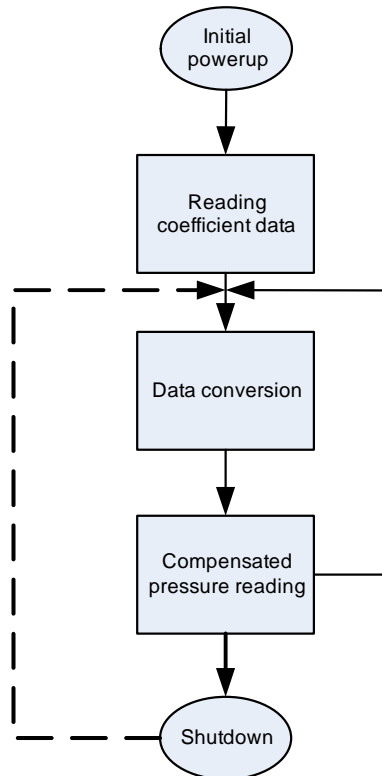 Initial
powerup
Reading
coefficient data
Data conversion
Compensated
pressure reading
Shutdown